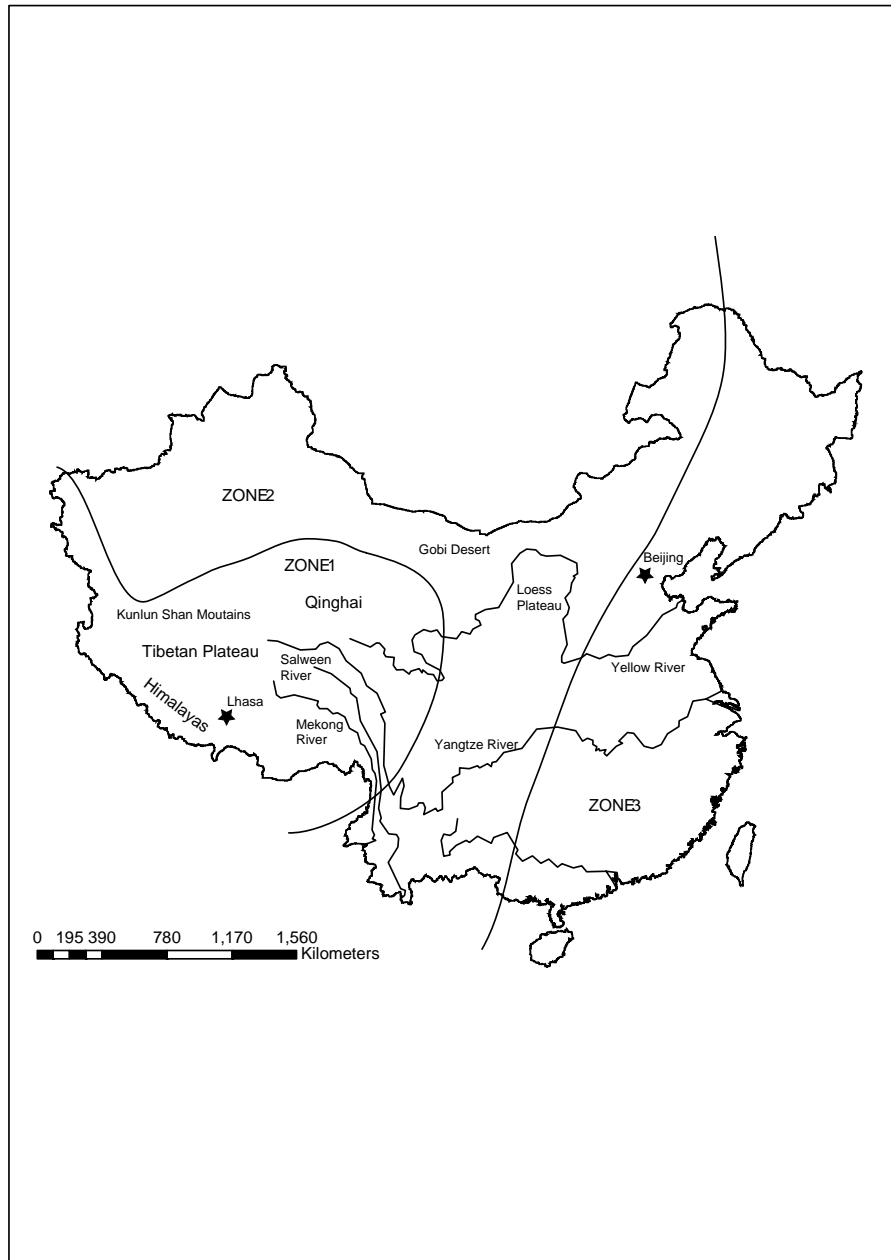 ZONE2
Gobi Desert
Beijing
ZONE1
Qinghai
Loess
Plateau
Kunlun Shan Moutains
Tibetan Plateau
Salween
River
Yellow River
Himalayas
Lhasa
Mekong
River
Yangtze River
ZONE3
0 195 390 780 1,170 1,560
Kilometers